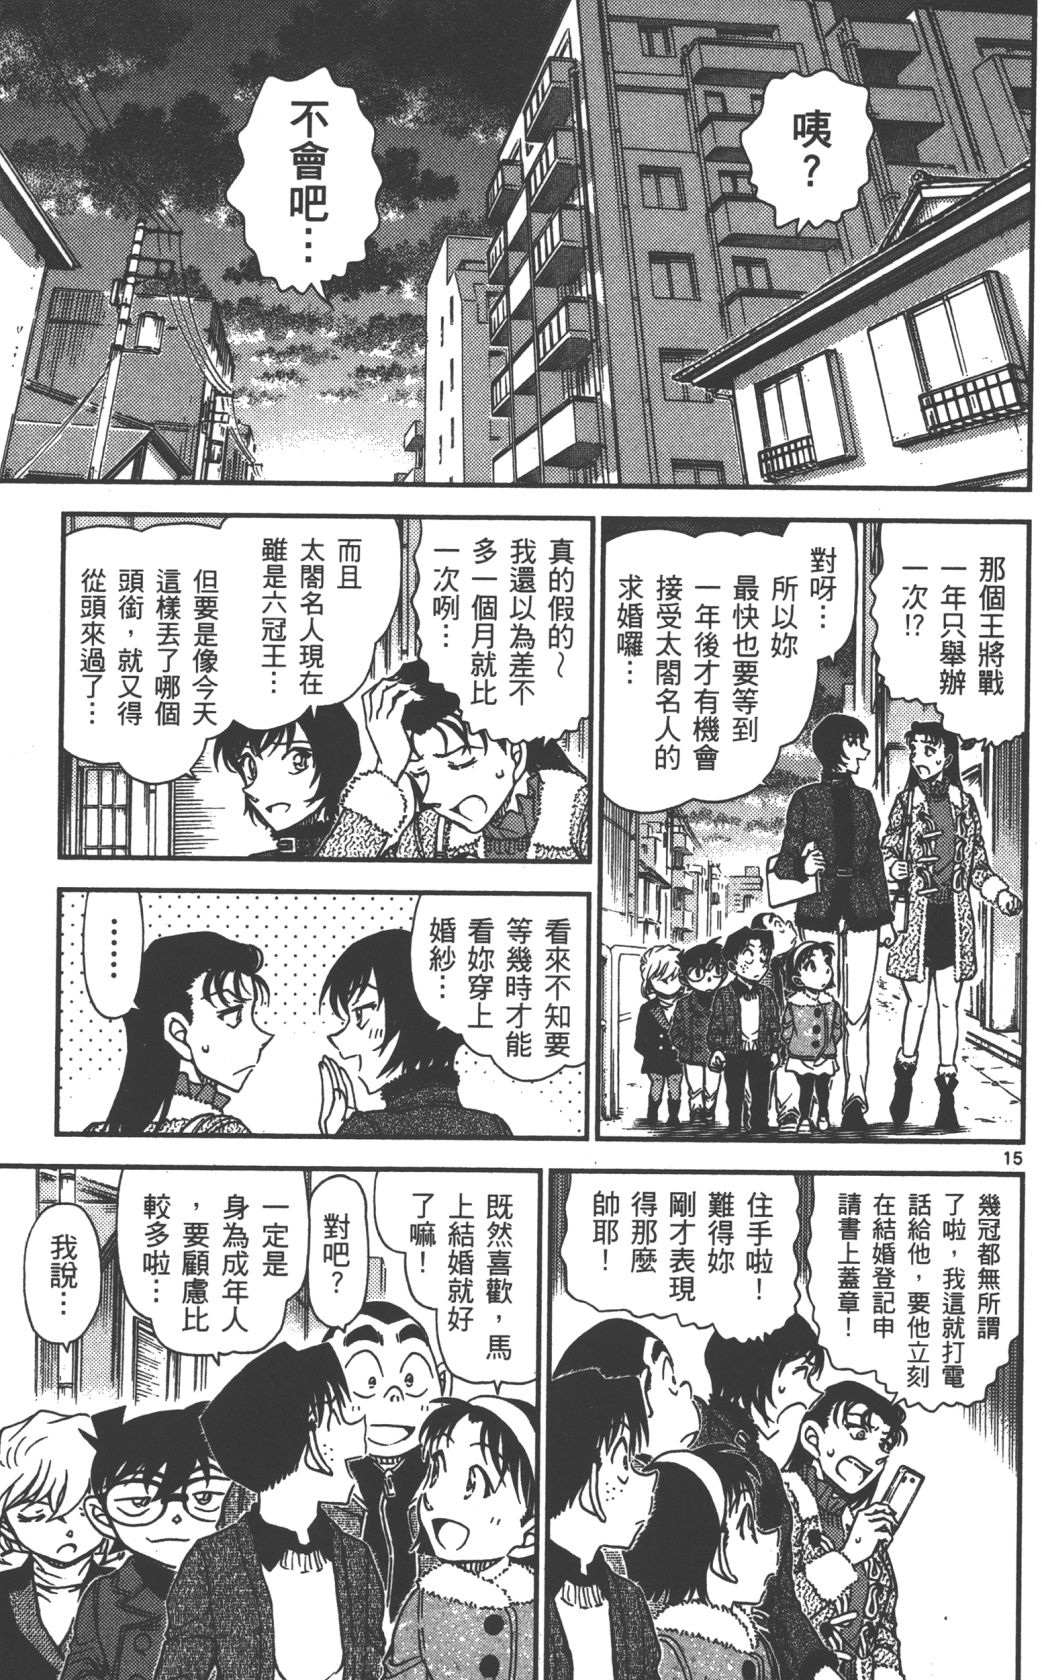 咦？
不會吧…
那個王將戰
一年只舉辦
一次!?
對呀…
所以妳
最快也要等到
一年後才有機會
接受太閤名人的
求婚囉…
真的假的~
我還以為差不
多一個月就比
一次咧…
而且
太閤名人現在
雖是六冠王…
但要是像今天
這樣丟了哪個
頭銜，就又得
從頭來過了…
看來不知要
等幾時才能
看妳穿上
婚紗…
……
15
幾冠都無所謂
了啦，我這就打電
話給他，要他立刻
在結婚登記申
請書上蓋章！
住手啦！
難得妳
剛才表現
得那麼
帥耶！
既然喜歡，馬
上結婚就好
了嘛！
對吧？
一定是
身為成年人
，要顧慮比
較多啦…
我說…